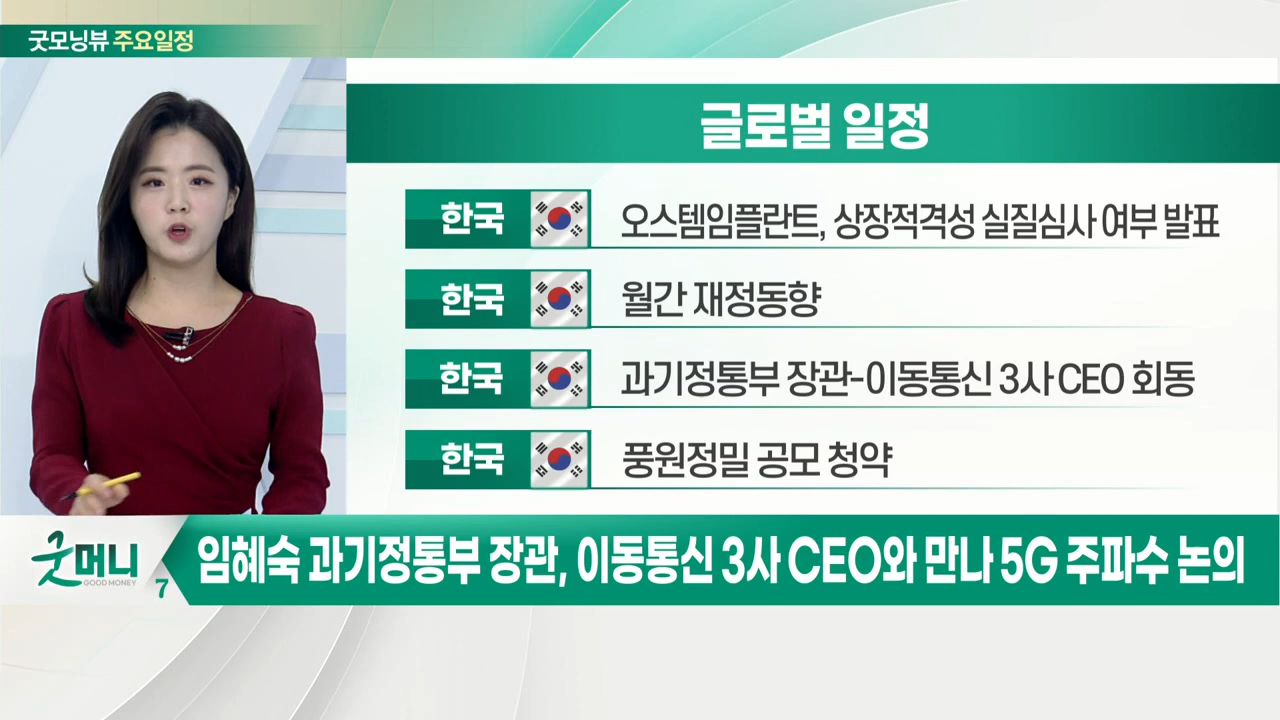 굿모닝뷰 주요일정
글로벌 일정
한국 오스템임플란트, 상장적격성 실질심사 여부 발표
한국 월간 재정동향
한국 과기정통부 장관-이동통신 3사 CEO 회동
한국 풍원정밀 공모 청약
굿머니
GOOD MONEY
7
임혜숙 과기정통부 장관, 이동통신 3사 CEO와 만나 5G 주파수 논의